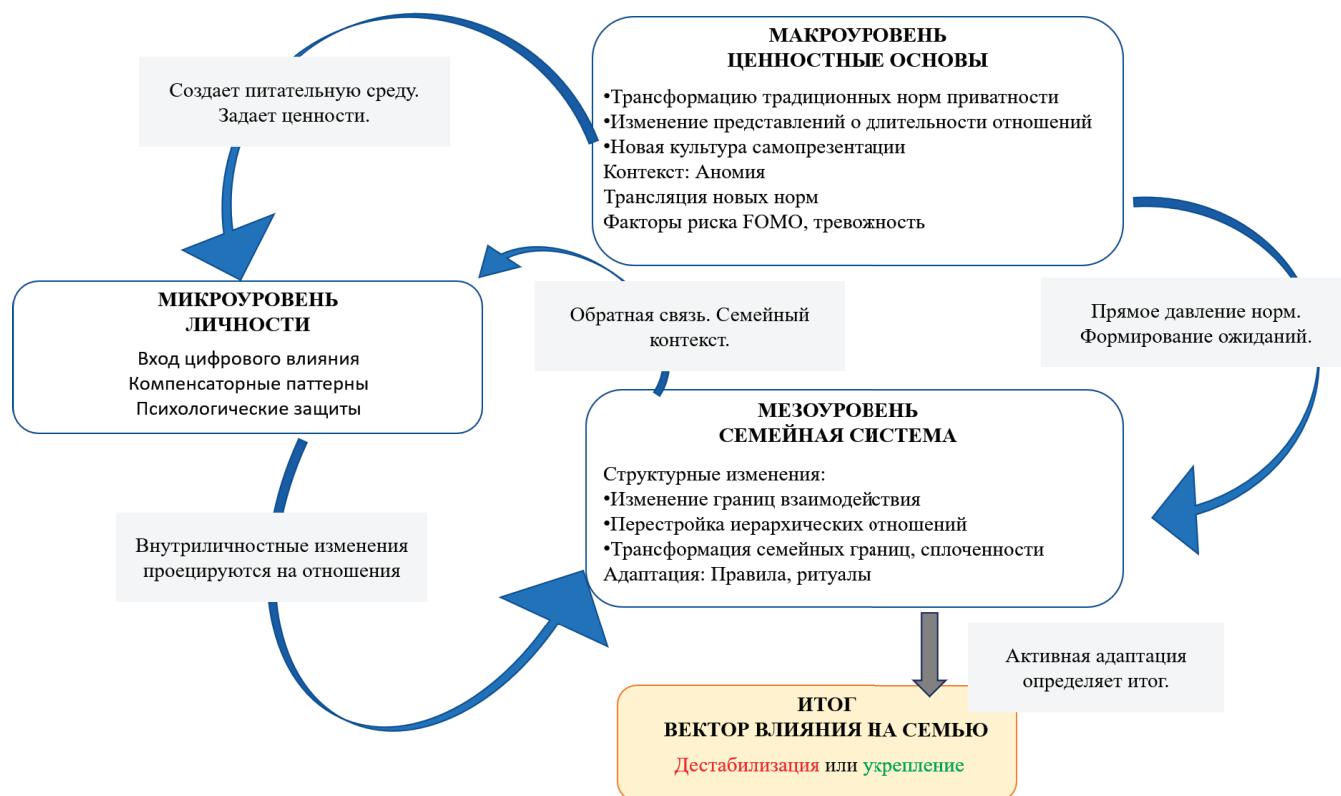 МАКРОУРОВЕНЬ
ЦЕННОСТНЫЕ ОСНОВЫ
•Трансформацию традиционных норм приватности
•Изменение представлений о длительности отношений
•Новая культура самопрезентации
Контекст: Аномия
Трансляция новых норм
Факторы риска FOMO, тревожность
Создает питательную среду.
Задает ценности.
МИКРОУРОВЕНЬ
ЛИЧНОСТИ
Вход цифрового влияния
Компенсаторные паттерны
Психологические защиты
Обратная связь. Семейный
контекст.
Прямое давление норм.
Формирование ожиданий.
МЕЗОУРОВЕНЬ
СЕМЕЙНАЯ СИСТЕМА
Структурные изменения:
•Изменение границ взаимодействия
•Перестройка иерархических отношений
•Трансформация семейных границ, сплоченности
Адаптация: Правила, ритуалы
Внутриличностные изменения
проецируются на отношения
Активная адаптация
определяет итог.
ИТОГ
ВЕКТОР ВЛИЯНИЯ НА СЕМЬЮ
Дестабилизация или укрепление